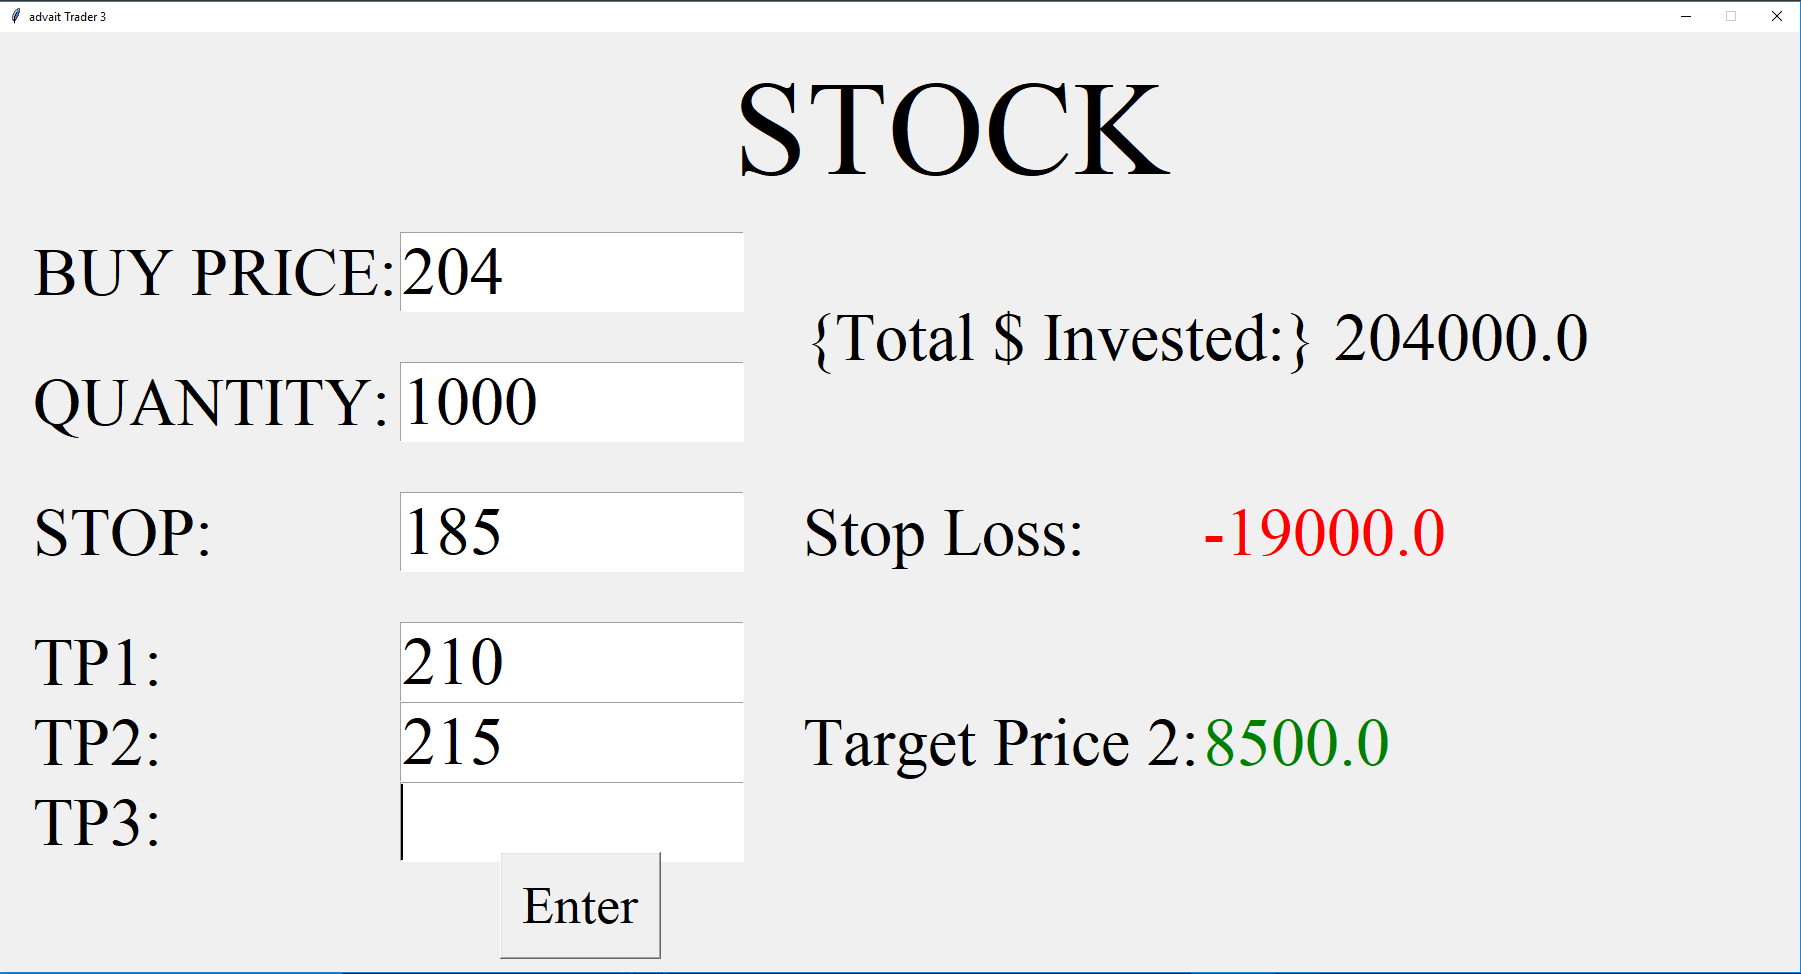 advait Trader 3
STOCK
BUY PRICE: 204
{Total $ Invested:} 204000.0
QUANTITY: 1000
STOP: 185 Stop Loss: -19000.0
TP1: 210
TP2: 215 Target Price 2: 8500.0
TP3:
Enter